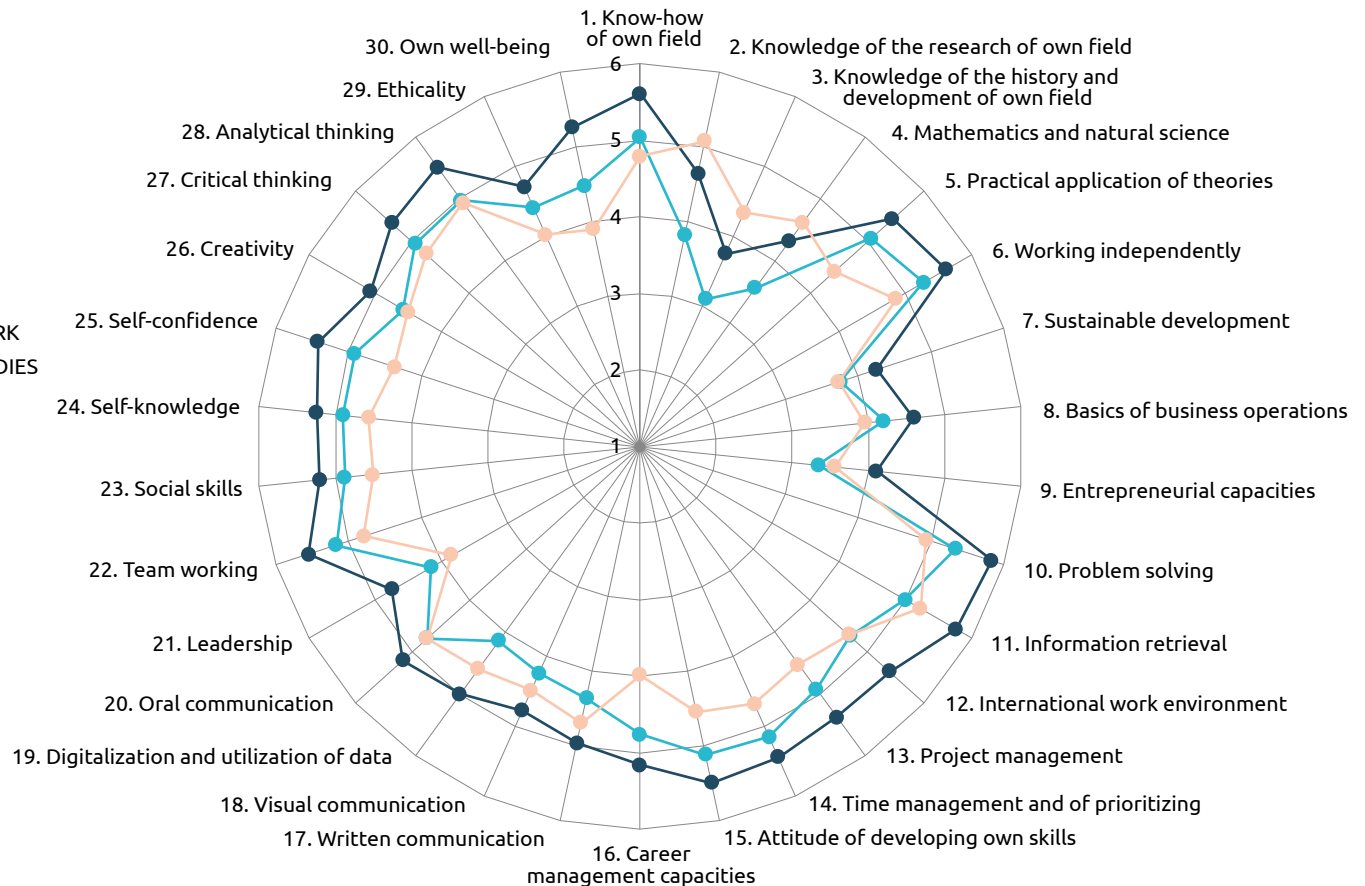 1. Know-how
of own field
2. Knowledge of the research of own field
3. Knowledge of the history and
development of own field
4. Mathematics and natural science
5. Practical application of theories
6. Working independently
7. Sustainable development
8. Basics of business operations
9. Entrepreneurial capacities
10. Problem solving
11. Information retrieval
12. International work environment
13. Project management
14. Time management and of prioritizing
15. Attitude of developing own skills
16. Career
management capacities
17. Written communication
18. Visual communication
19. Digitalization and utilization of data
20. Oral communication
21. Leadership
22. Team working
23. Social skills
24. Self-knowledge
25. Self-confidence
26. Creativity
27. Critical thinking
28. Analytical thinking
29. Ethicality
30. Own well-being
6
5
4
3
2
1
RK
DIES